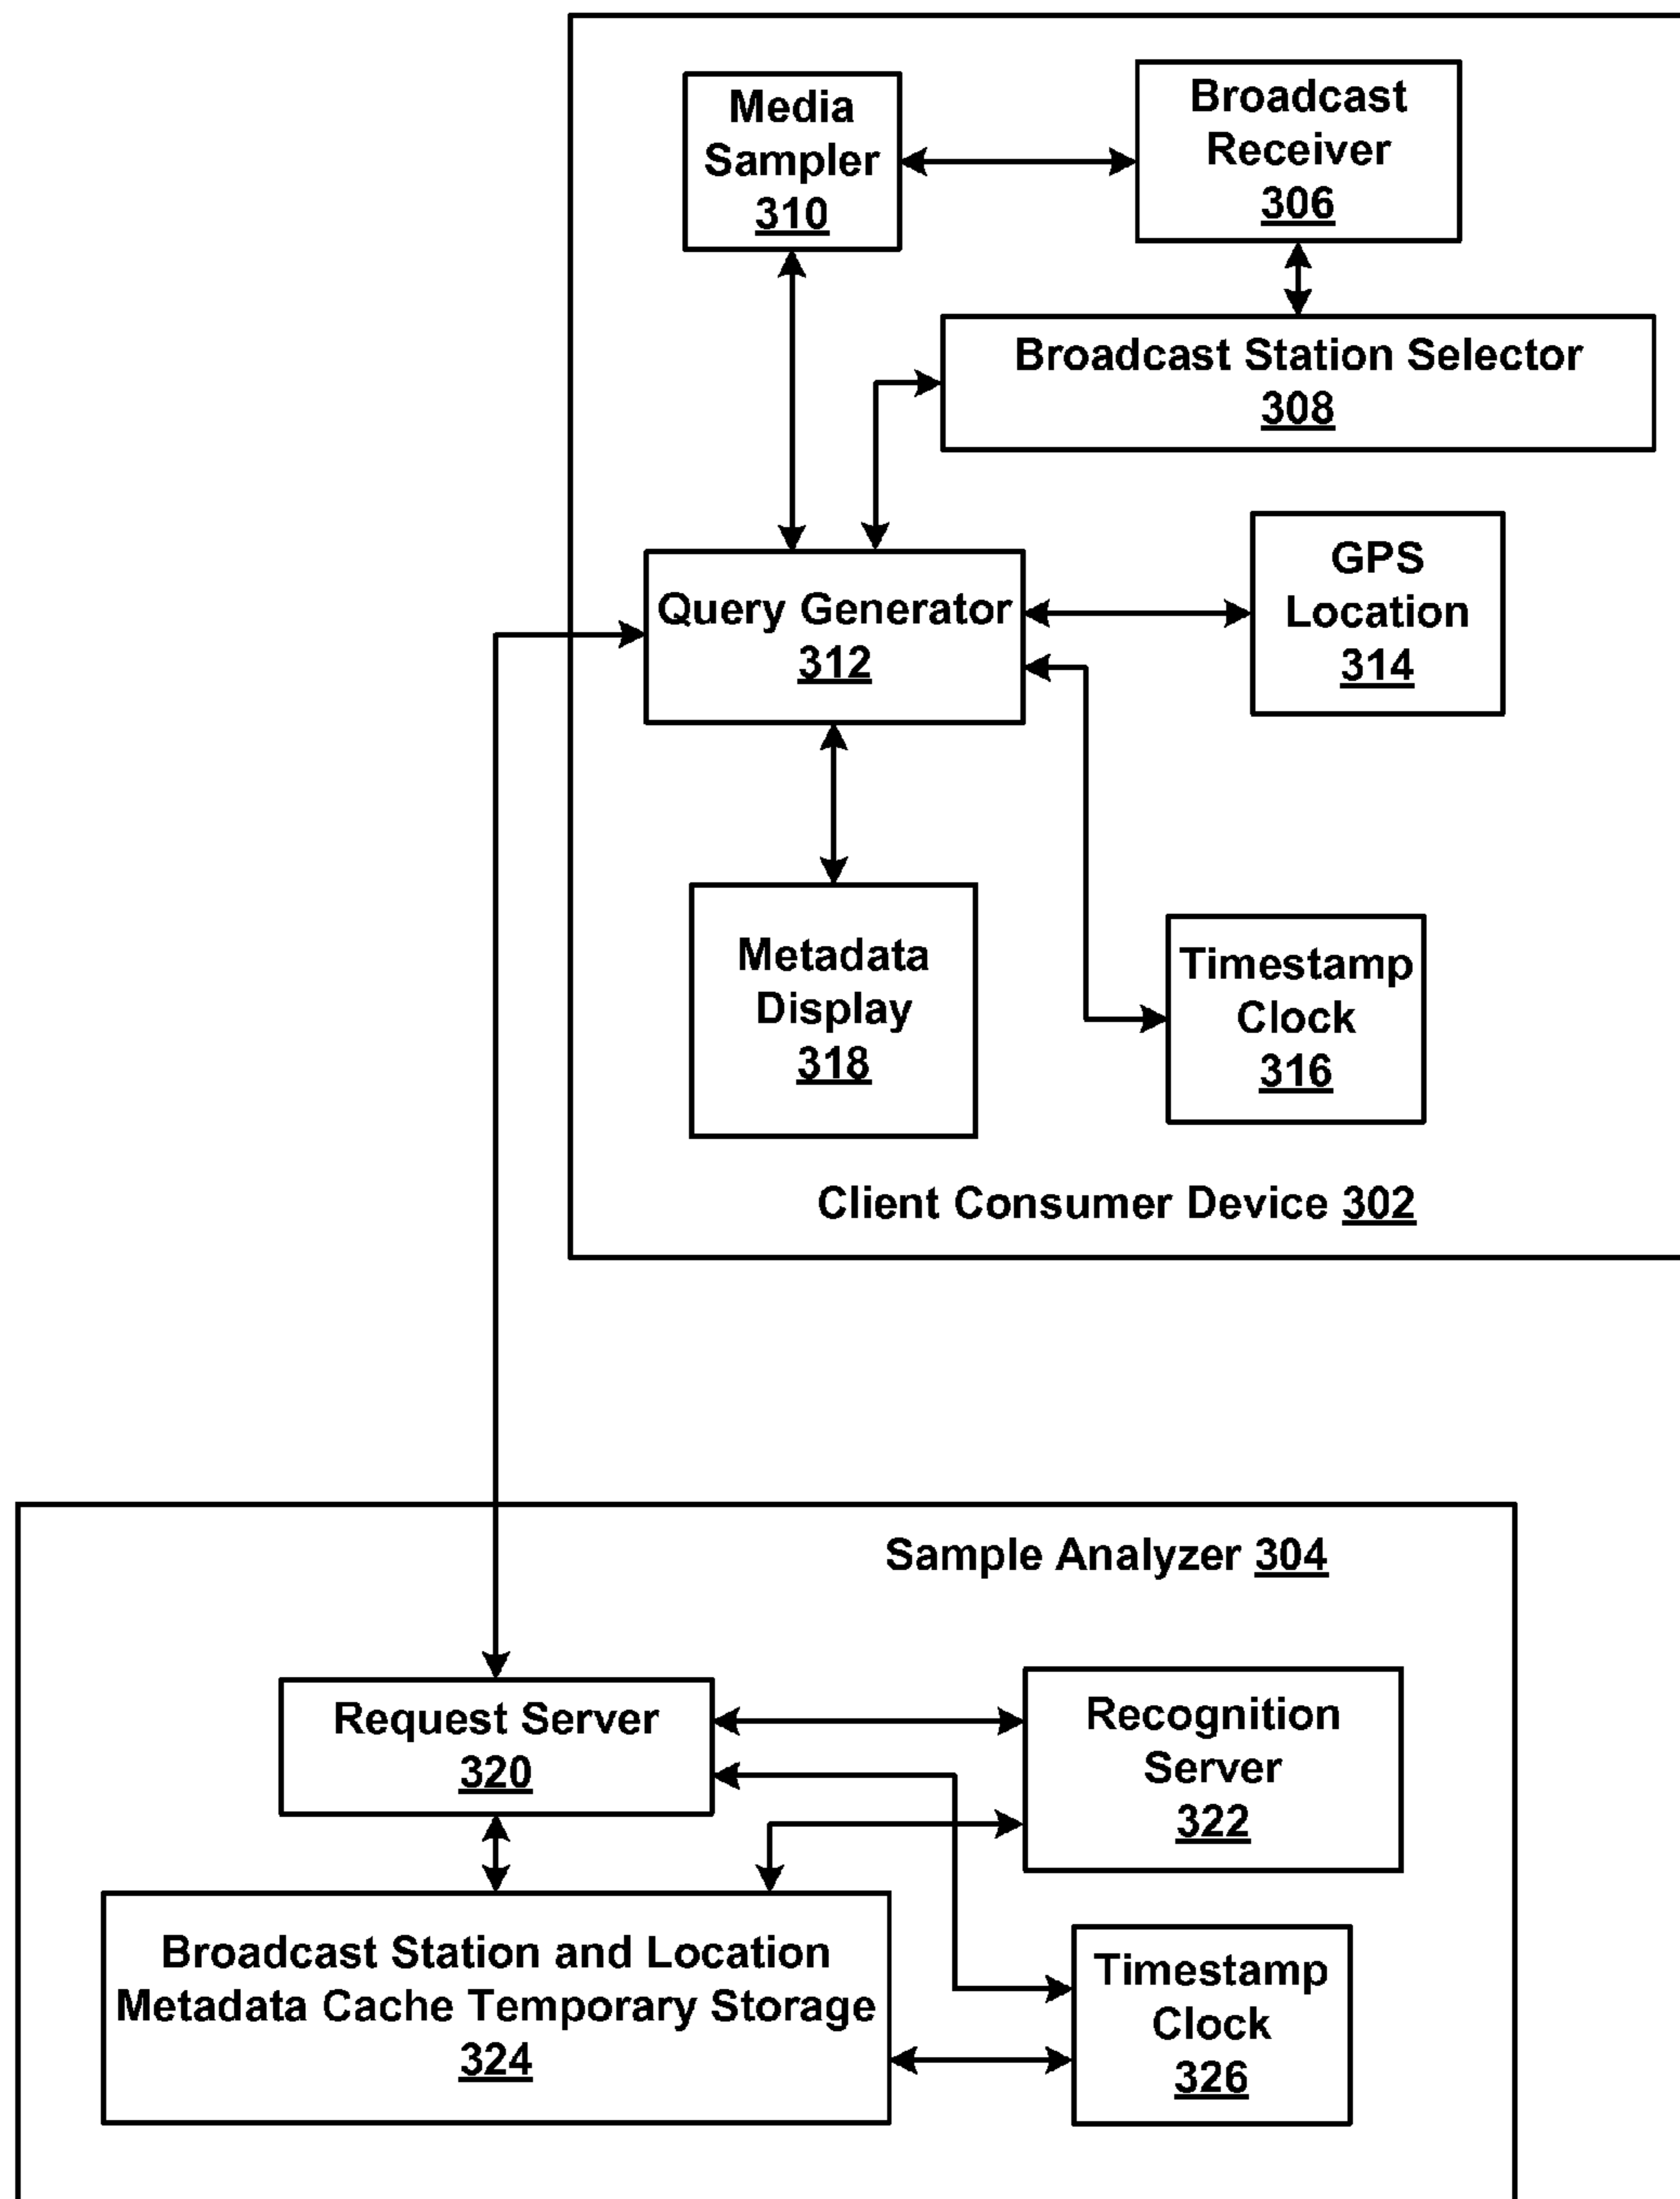 Media
Sampler
310
Broadcast
Receiver
306
Broadcast Station Selector
308
Query Generator
312
GPS
Location
314
Metadata
Display
318
Timestamp
Clock
316
Client Consumer Device 302
Sample Analyzer 304
Request Server
320
Recognition
Server
322
Broadcast Station and Location
Metadata Cache Temporary Storage
324
Timestamp
Clock
326